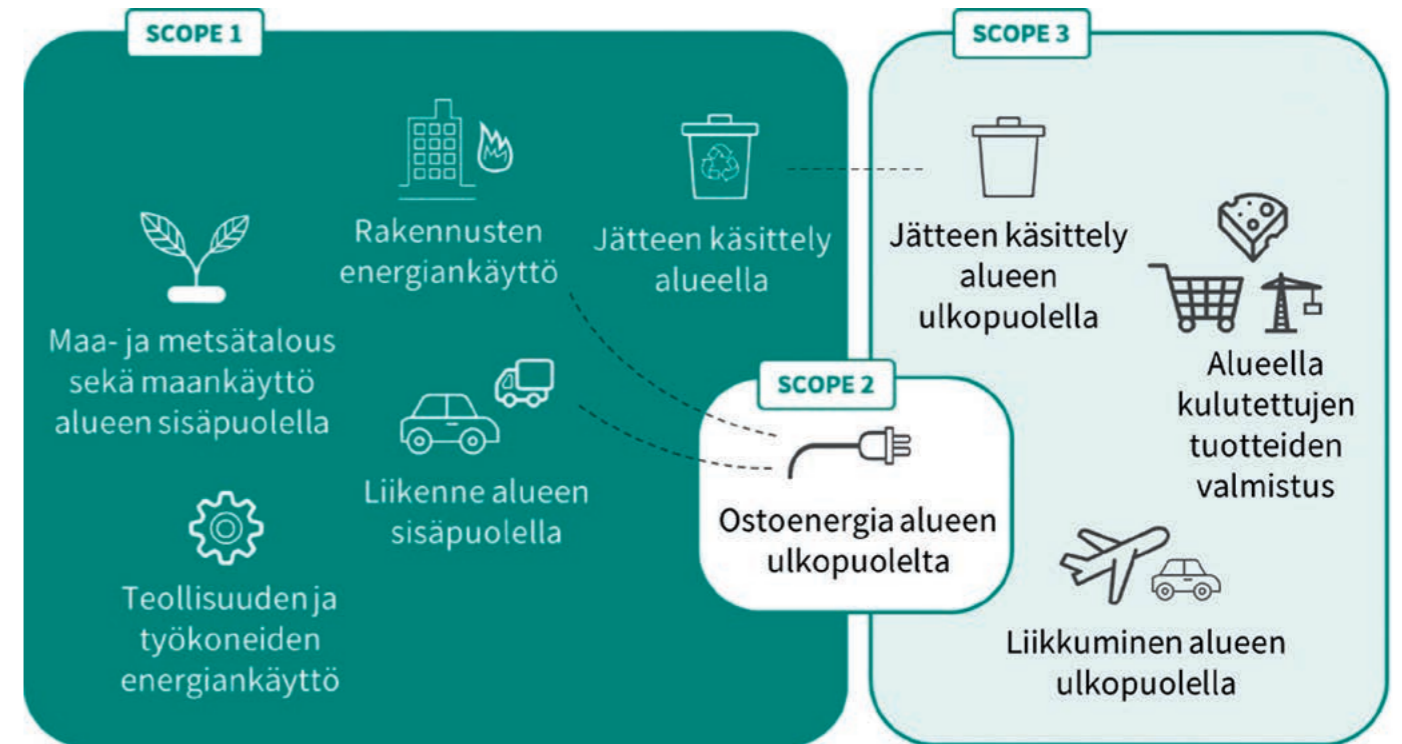 SCOPE 1
Rakennusten
energiankäyttö
Jätteen käsittely
alueella
Maa- ja metsätalous
sekä maankäyttö
alueen sisäpuolella
Liikenne alueen
sisäpuolella
Teollisuuden ja
työkoneiden
energiankäyttö
SCOPE 2
Ostoenergia alueen
ulkopuolelta
SCOPE 3
Jätteen käsittely
alueen
ulkopuolella
Alueella
kulutettujen
tuotteiden
valmistus
Liikkuminen alueen
ulkopuolella